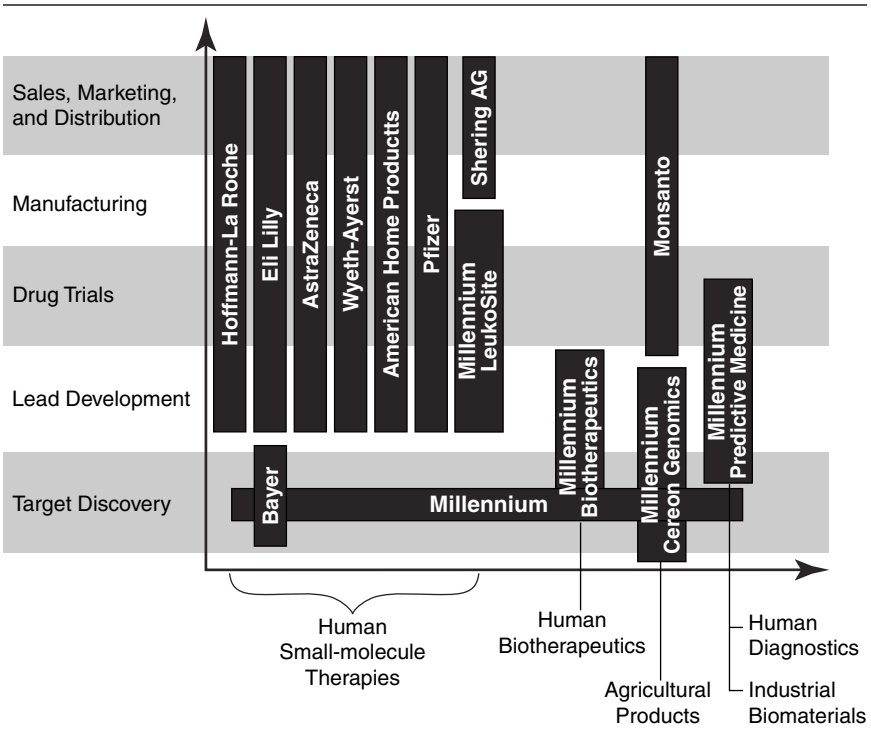 Sales, Marketing,
and Distribution
Manufacturing
Drug Trials
Lead Development
Target Discovery
Hoffmann-La Roche
Eli Lilly
AstraZeneca
Wyeth-Ayerst
American Home Productts
Pfizer
Shering AG
Millennium
LeukoSite
Monsanto
Millennium
Predictive Medicine
Millennium
Biotherapeutics
Millennium
Cereon Genomics
Bayer
Millennium
Human
Small-molecule
Therapies
Human
Biotherapeutics
Agricultural
Products
Human
Diagnostics
Industrial
Biomaterials